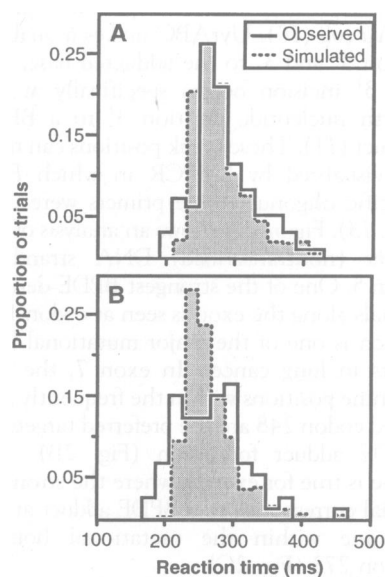 A
Observed
Simulated
0.25
0.15
0.05
Proportion of trials
B
0.25
0.15
0.05
100 200 300 400 500
Reaction time (ms)